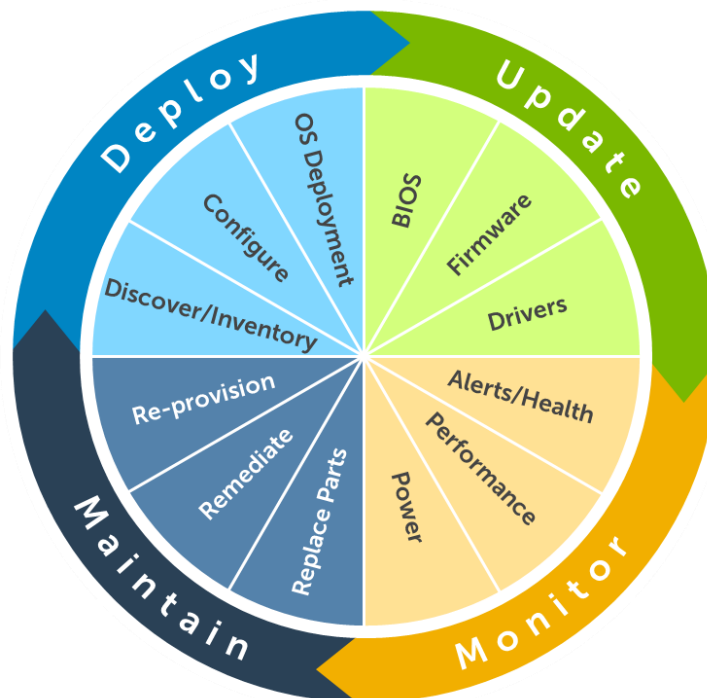 Deploy
Discover/Inventory
Configure
OS Deployment
Update
BIOS
Firmware
Drivers
Monitor
Alerts/Health
Performance
Power
Maintain
Replace Parts
Remediate
Re-provision